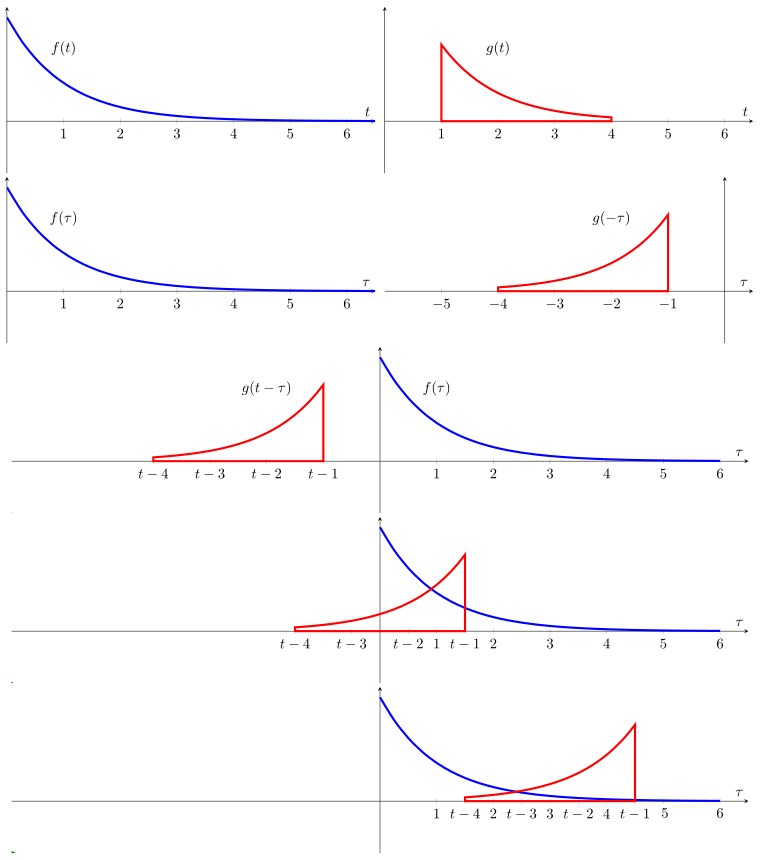 f(t) g(t)
t t
1 2 3 4 5 6 1 2 3 4 5 6
f(τ) g(−τ)
τ τ
1 2 3 4 5 6 −5 −4 −3 −2 −1
g(t − τ) f(τ)
τ
t − 4 t − 3 t − 2 t − 1 1 2 3 4 5 6
τ
t − 4 t − 3 t − 2 1 t − 1 2 3 4 5 6
τ
1 t − 4 2 t − 3 3 t − 2 4 t − 1 5 6